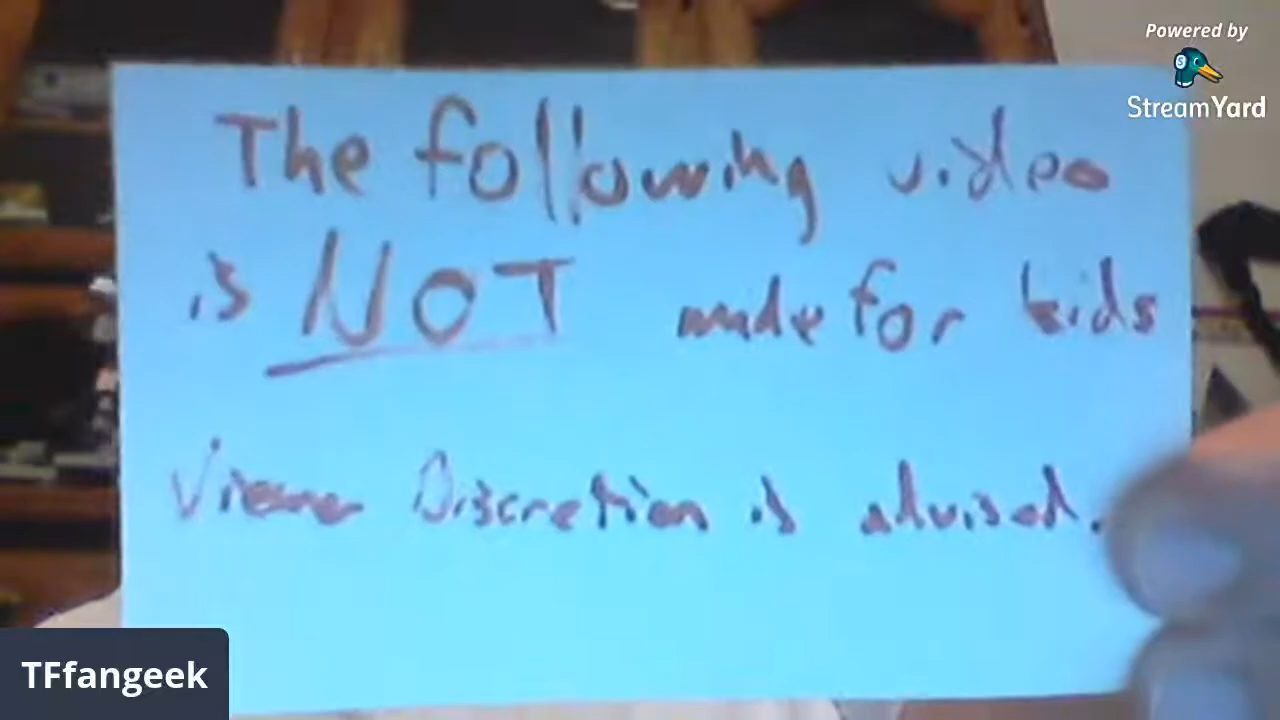 Powered by
StreamYard
The following video
is NOT made for kids
Viewer Discretion is advised.
TFfangeek